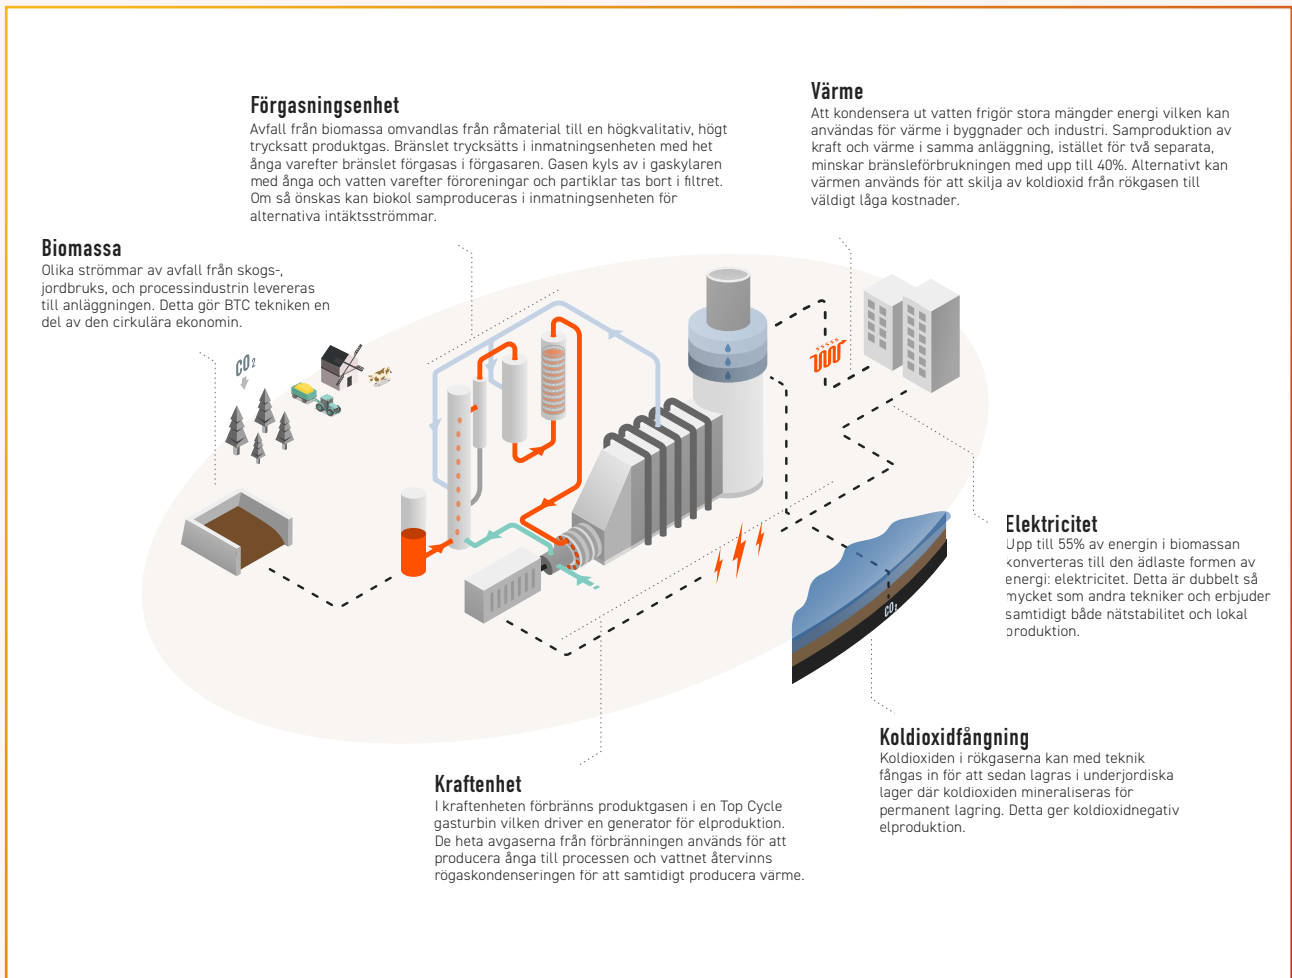 Förgasningsenhet
Avfall från biomassa omvandlas från råmaterial till en högkvalitativ, högt
trycksatt produktgas. Bränslet trycksätts i inmatningsenheten med het
ånga varefter bränslet förgasas i förgasaren. Gasen kyls av i gaskylaren
med ånga och vatten varefter föroreningar och partiklar tas bort i filtret.
Om så önskas kan biokol samproduceras i inmatningsenheten för
alternativa intäktsströmmar.
Värme
Att kondensera ut vatten frigör stora mängder energi vilken kan
användas för värme i byggnader och industri. Samproduktion av
kraft och värme i samma anläggning, istället för två separata,
minskar bränsleförbrukningen med upp till 40%. Alternativt kan
värmen används för att skilja av koldioxid från rökgasen till
väldigt låga kostnader.
Biomassa
Olika strömmar av avfall från skogs-,
jordbruks, och processindustrin levereras
till anläggningen. Detta gör BTC tekniken en
del av den cirkulära ekonomin.
CO2
Elektricitet
Upp till 55% av energin i biomassan
konverteras till den ädlaste formen av
energi: elektricitet. Detta är dubbelt så
mycket som andra tekniker och erbjuder
samtidigt både nätstabilitet och lokal
produktion.
CO2
Koldioxidfångning
Koldioxiden i rökgaserna kan med teknik
fångas in för att sedan lagras i underjordiska
lager där koldioxiden mineraliseras för
permanent lagring. Detta ger koldioxidnegativ
elproduktion.
Kraftenhet
I kraftenheten förbränns produktgasen i en Top Cycle
gasturbin vilken driver en generator för elproduktion.
De heta avgaserna från förbränningen används för att
producera ånga till processen och vattnet återvinns
rögaskondenseringen för att samtidigt producera värme.